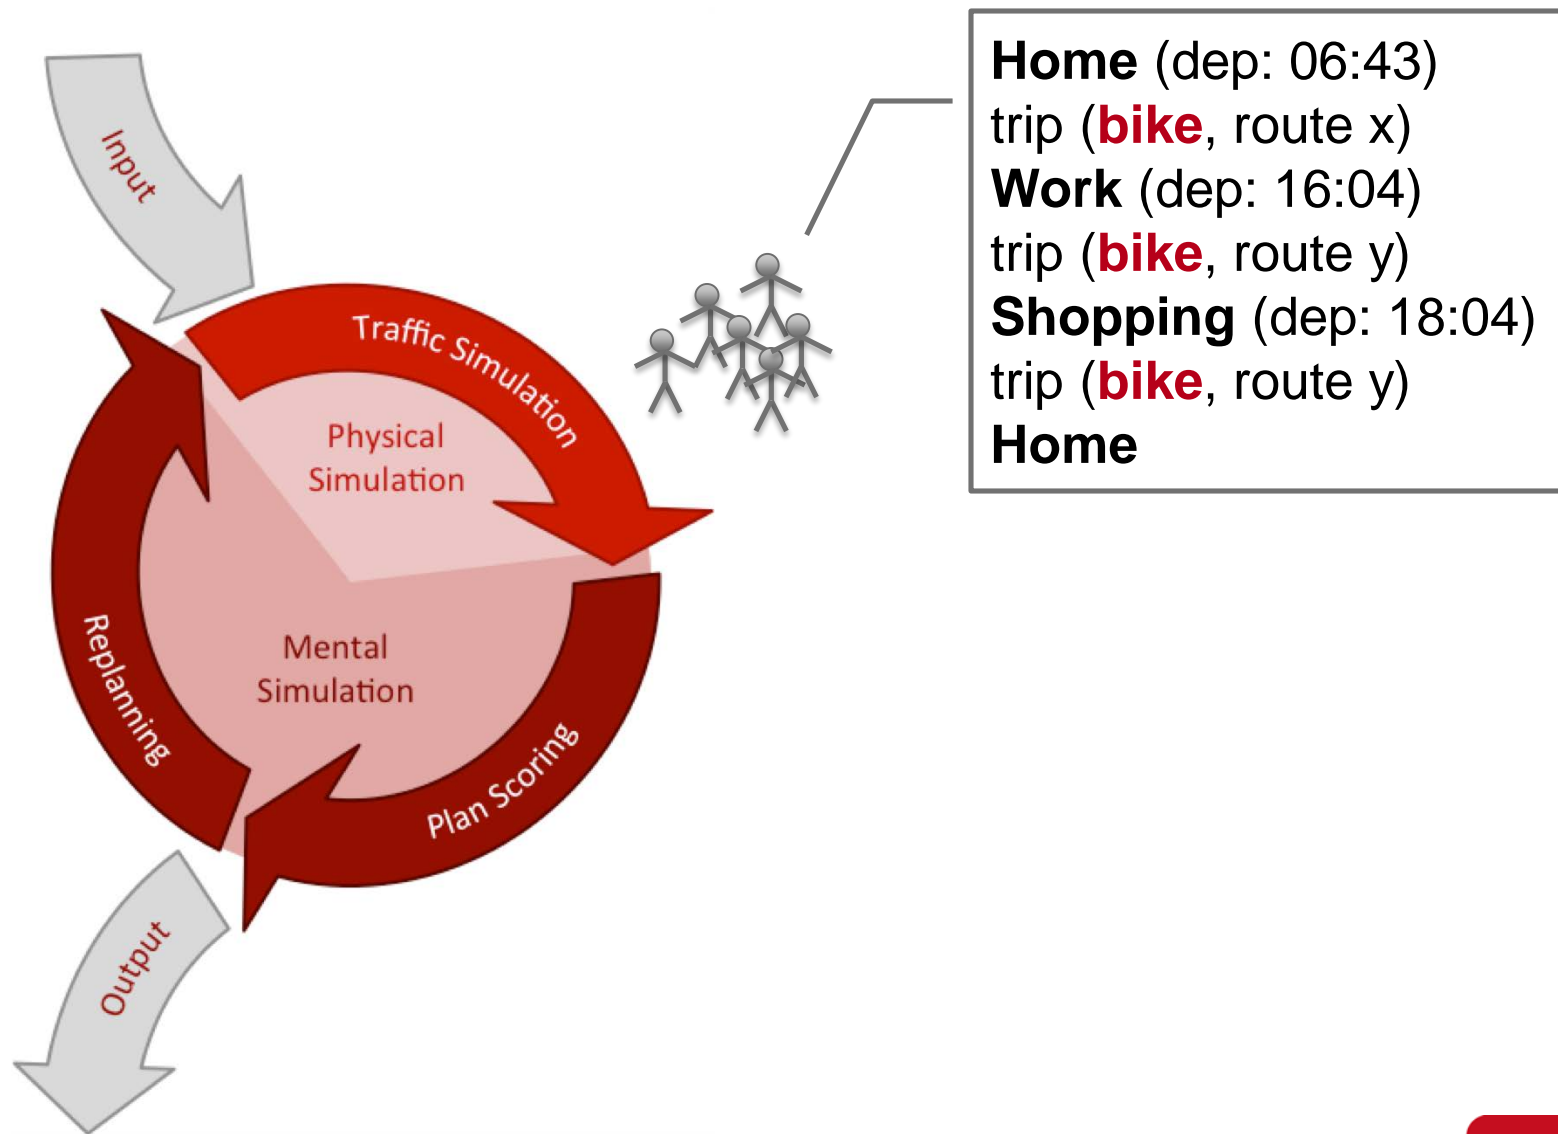 Input
Traffic Simulation
Physical
Simulation
Mental
Simulation
Replanning
Plan Scoring
Output
Home (dep: 06:43)
trip (bike, route x)
Work (dep: 16:04)
trip (bike, route y)
Shopping (dep: 18:04)
trip (bike, route y)
Home